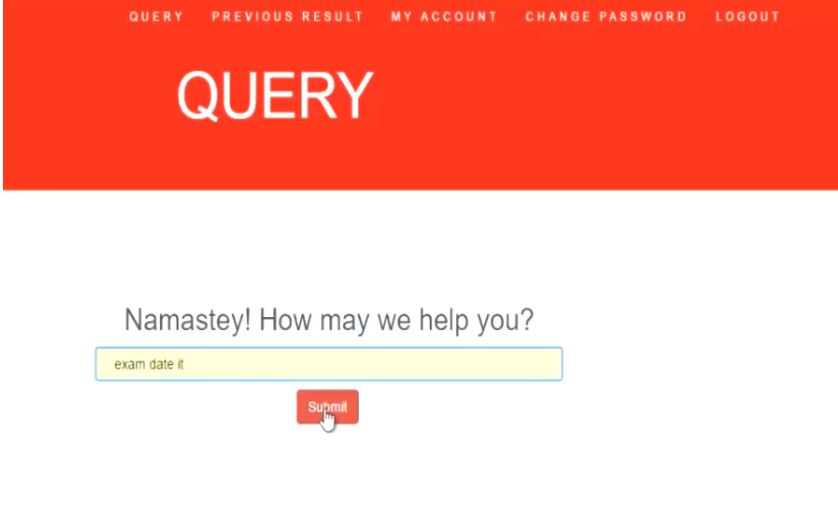 QUERY PREVIOUS RESULT MY ACCOUNT CHANGE PASSWORD LOGOUT
QUERY
Namastey! How may we help you?
exam date it
Submit